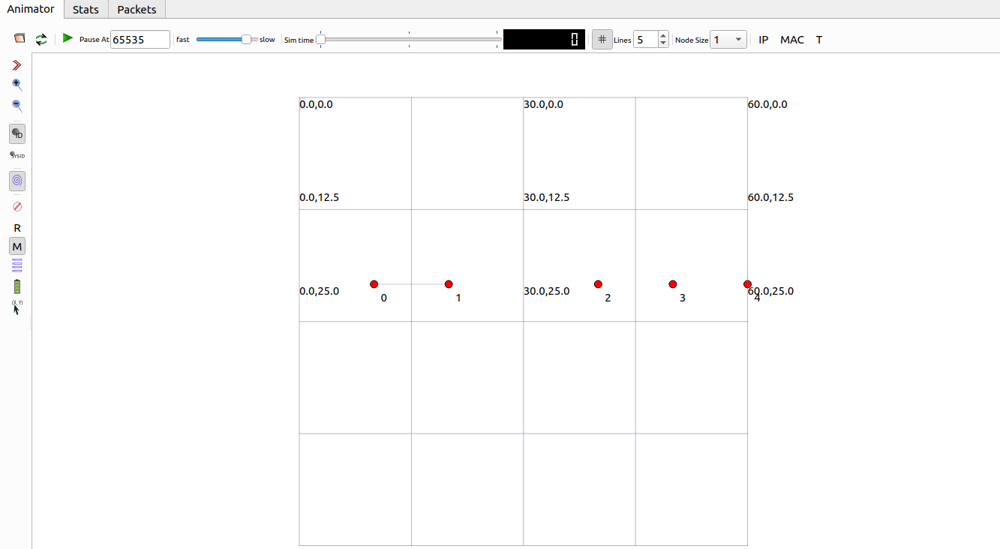 Animator Stats Packets
Pause At 65535 fast slow Sim time 0 # Lines 5 Node Size 1 IP MAC T
ID
SYSID
R
M
(X, Y)
0.0,0.0 30.0,0.0 60.0,0.0
0.0,12.5 30.0,12.5 60.0,12.5
0.0,25.0 30.0,25.0 60.0,25.0
0 1 2 3 4